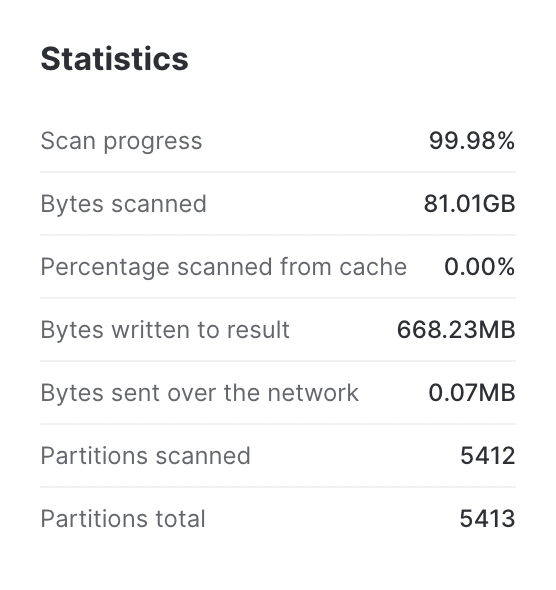 Statistics
Scan progress 99.98%
Bytes scanned 81.01GB
Percentage scanned from cache 0.00%
Bytes written to result 668.23MB
Bytes sent over the network 0.07MB
Partitions scanned 5412
Partitions total 5413